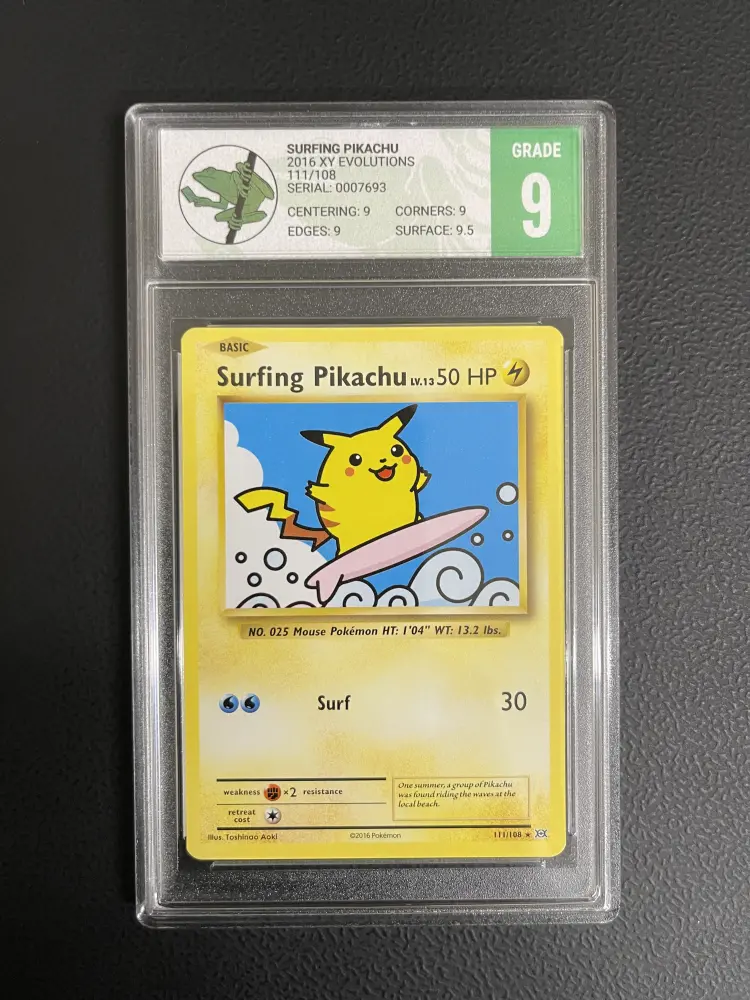 SURFING PIKACHU
2016 XY EVOLUTIONS
111/108
SERIAL: 0007693
CENTERING: 9 CORNERS: 9
EDGES: 9 SURFACE: 9.5
GRADE
9
BASIC
Surfing Pikachu LV.13 50 HP
NO. 025 Mouse Pokémon HT: 1'04" WT: 13.2 lbs.
Surf 30
weakness ×2 resistance
retreat
cost
One summer, a group of Pikachu
was found riding the waves at the
local beach.
Illus. Toshinao Aoki ©2016 Pokémon 111/108